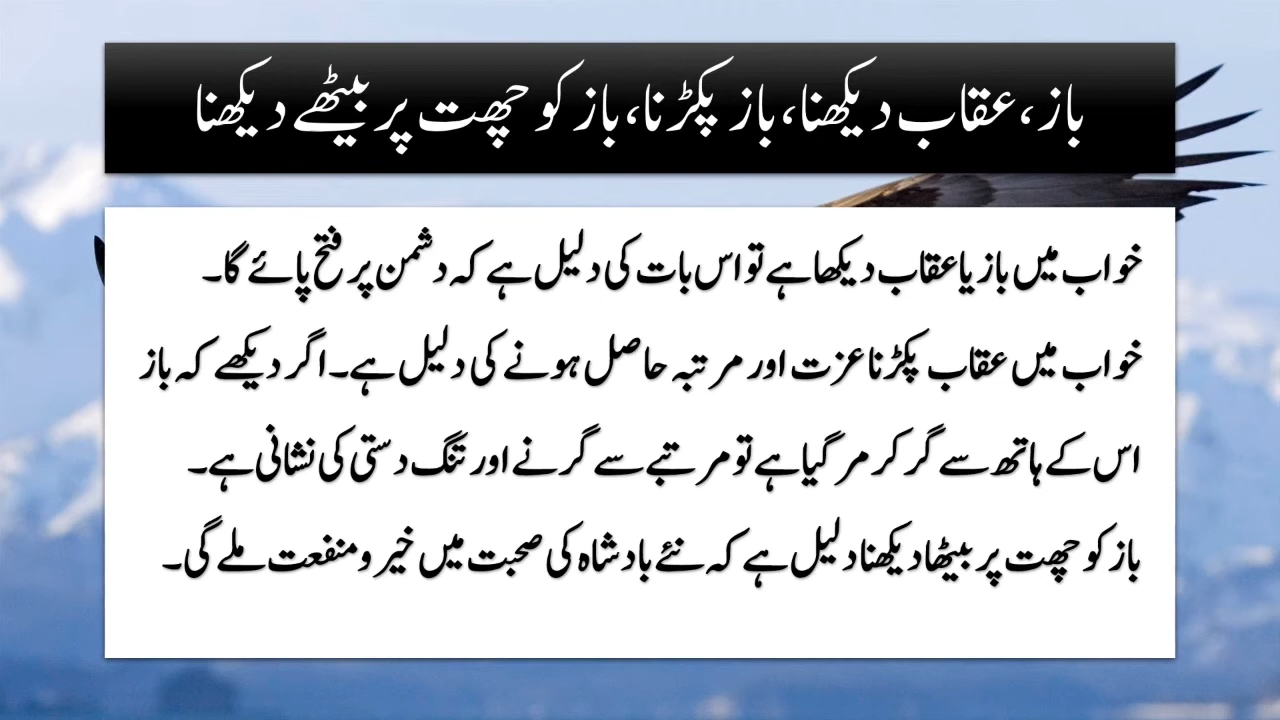 باز، عقاب دیکھنا، باز پکڑنا، باز کو چھت پر بیٹھے دیکھنا
خواب میں باز یا عقاب دیکھا ہے تو اس بات کی دلیل ہے کہ دشمن پر فتح پائے گا۔
خواب میں عقاب پکڑنا عزت اور مرتبہ حاصل ہونے کی دلیل ہے۔ اگر دیکھے کہ باز
اس کے ہاتھ سے گر کر مر گیا ہے تو مرتبے سے گرنے اور تنگ دستی کی نشانی ہے۔
باز کو چھت پر بیٹھا دیکھنا دلیل ہے کہ نئے بادشاہ کی صحبت میں خیر و منفعت ملے گی۔